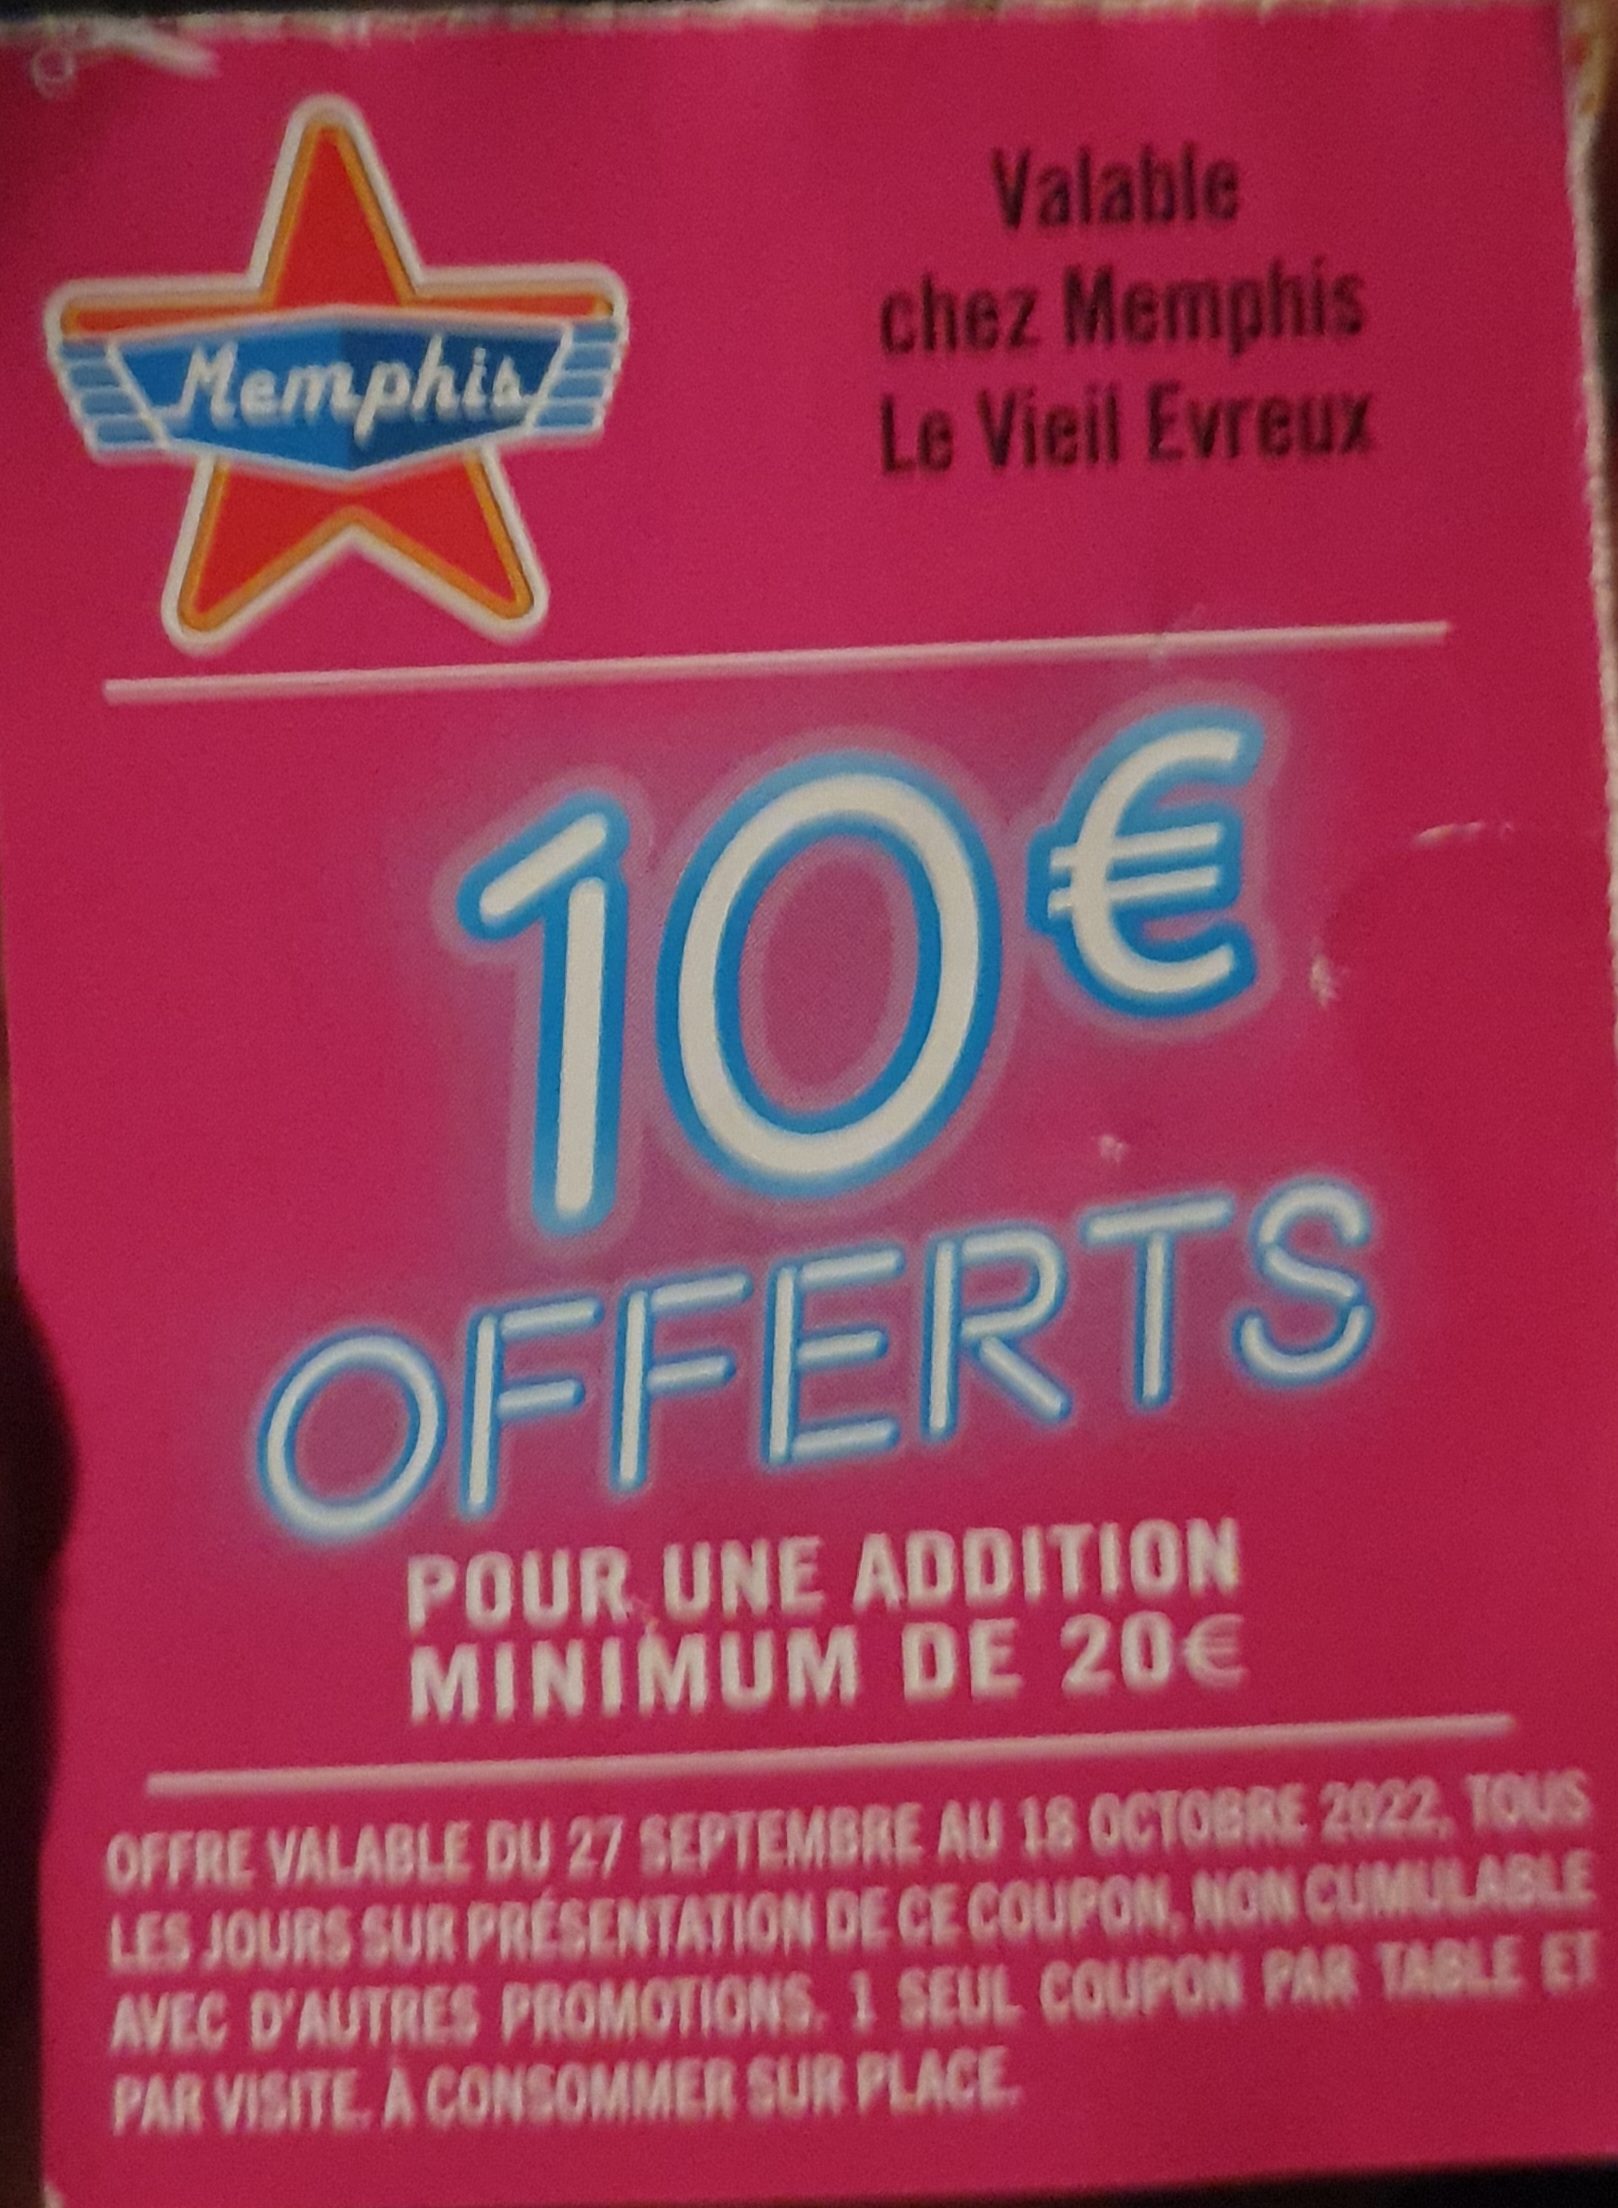 Memphis
Valable
chez Memphis
Le Vieil Evreux
10€
OFFERTS
POUR UNE ADDITION
MINIMUM DE 20€
OFFRE VALABLE DU 27 SEPTEMBRE AU 18 OCTOBRE 2022, TOUS
LES JOURS SUR PRÉSENTATION DE CE COUPON, NON CUMULABLE
AVEC D'AUTRES PROMOTIONS. 1 SEUL COUPON PAR TABLE ET
PAR VISITE. À CONSOMMER SUR PLACE.